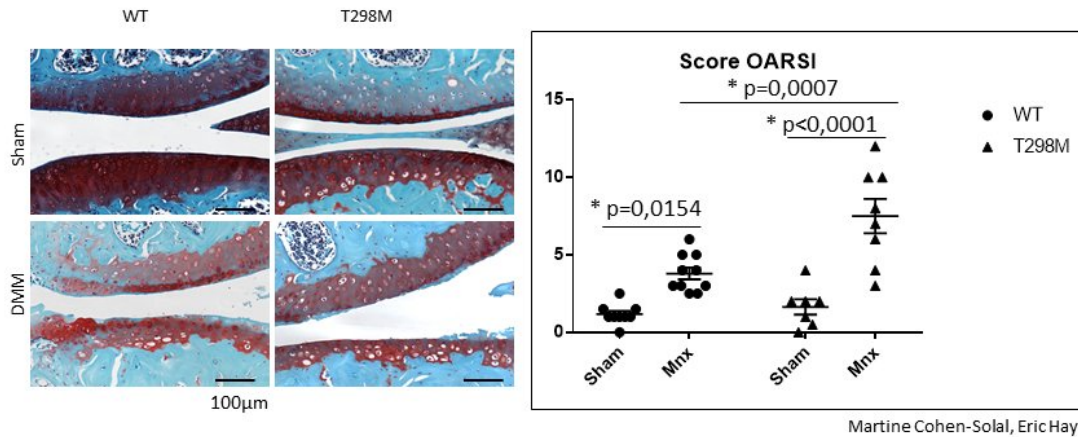 WT T298M
Sham
DMM
100µm
Score OARSI
* p=0,0007
* p<0,0001
* p=0,0154
15
10
5
0
Sham Mnx Sham Mnx
WT
T298M
Martine Cohen-Solal, Eric Hay